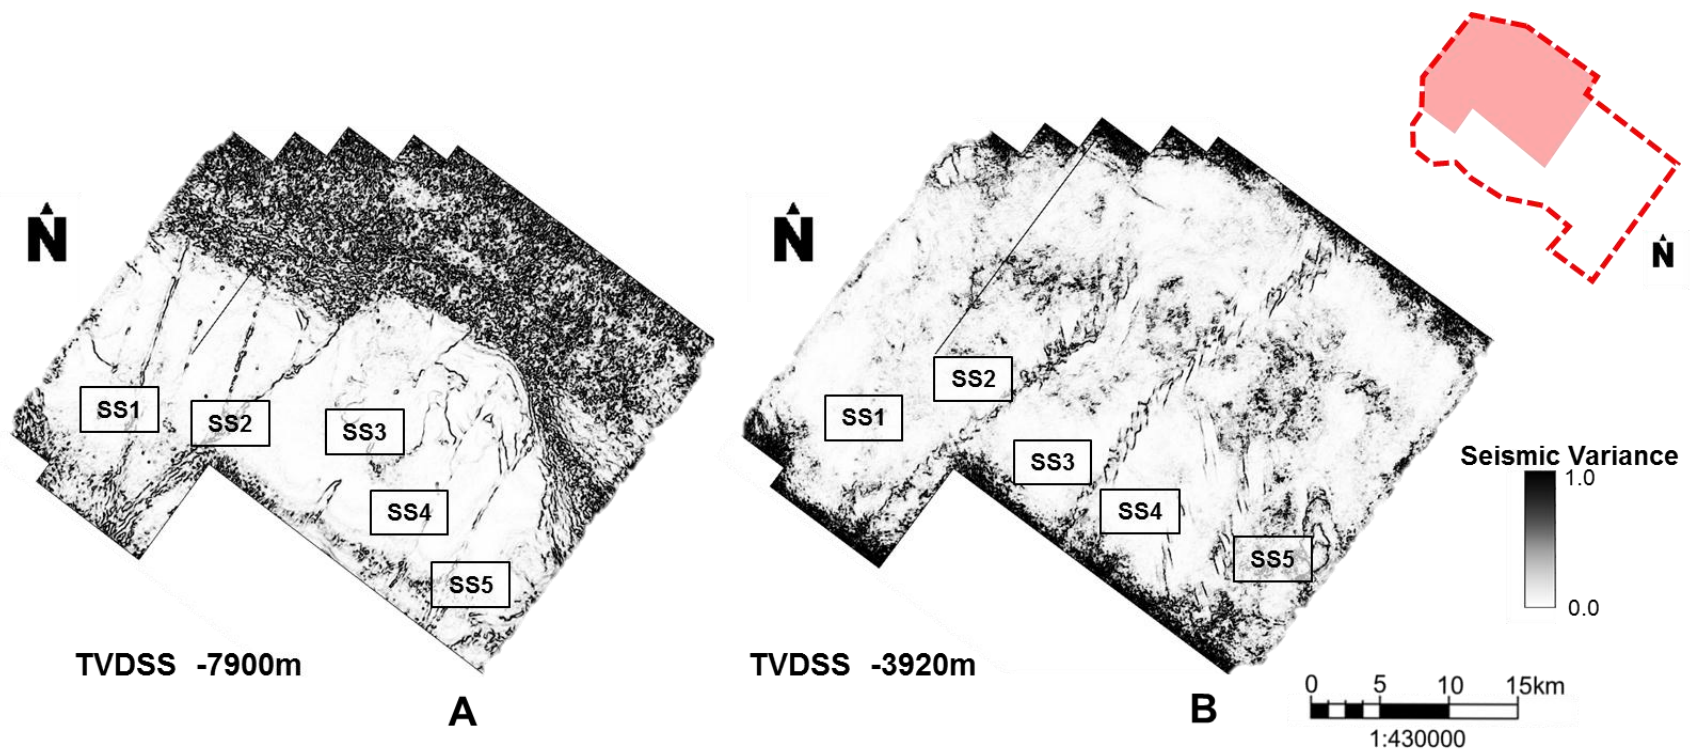 N
SS1
SS2
SS3
SS4
SS5
TVDSS -7900m
A
N
SS2
SS1
SS3
SS4
SS5
TVDSS -3920m
B
N
Seismic Variance
1.0
0.0
0 5 10 15km
1:430000